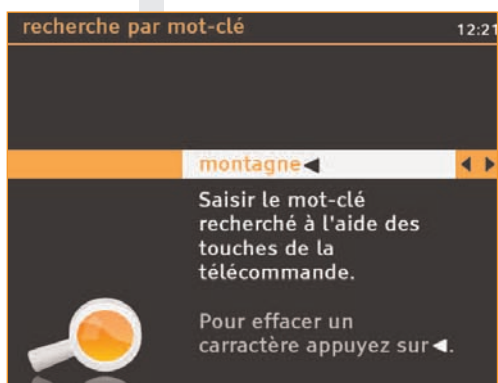 recherche par mot-clé 12:21
montagne◀ ◀ ▶
Saisir le mot-clé
recherché à l'aide des
touches de la
télécommande.
Pour effacer un
carractère appuyez sur ◀.